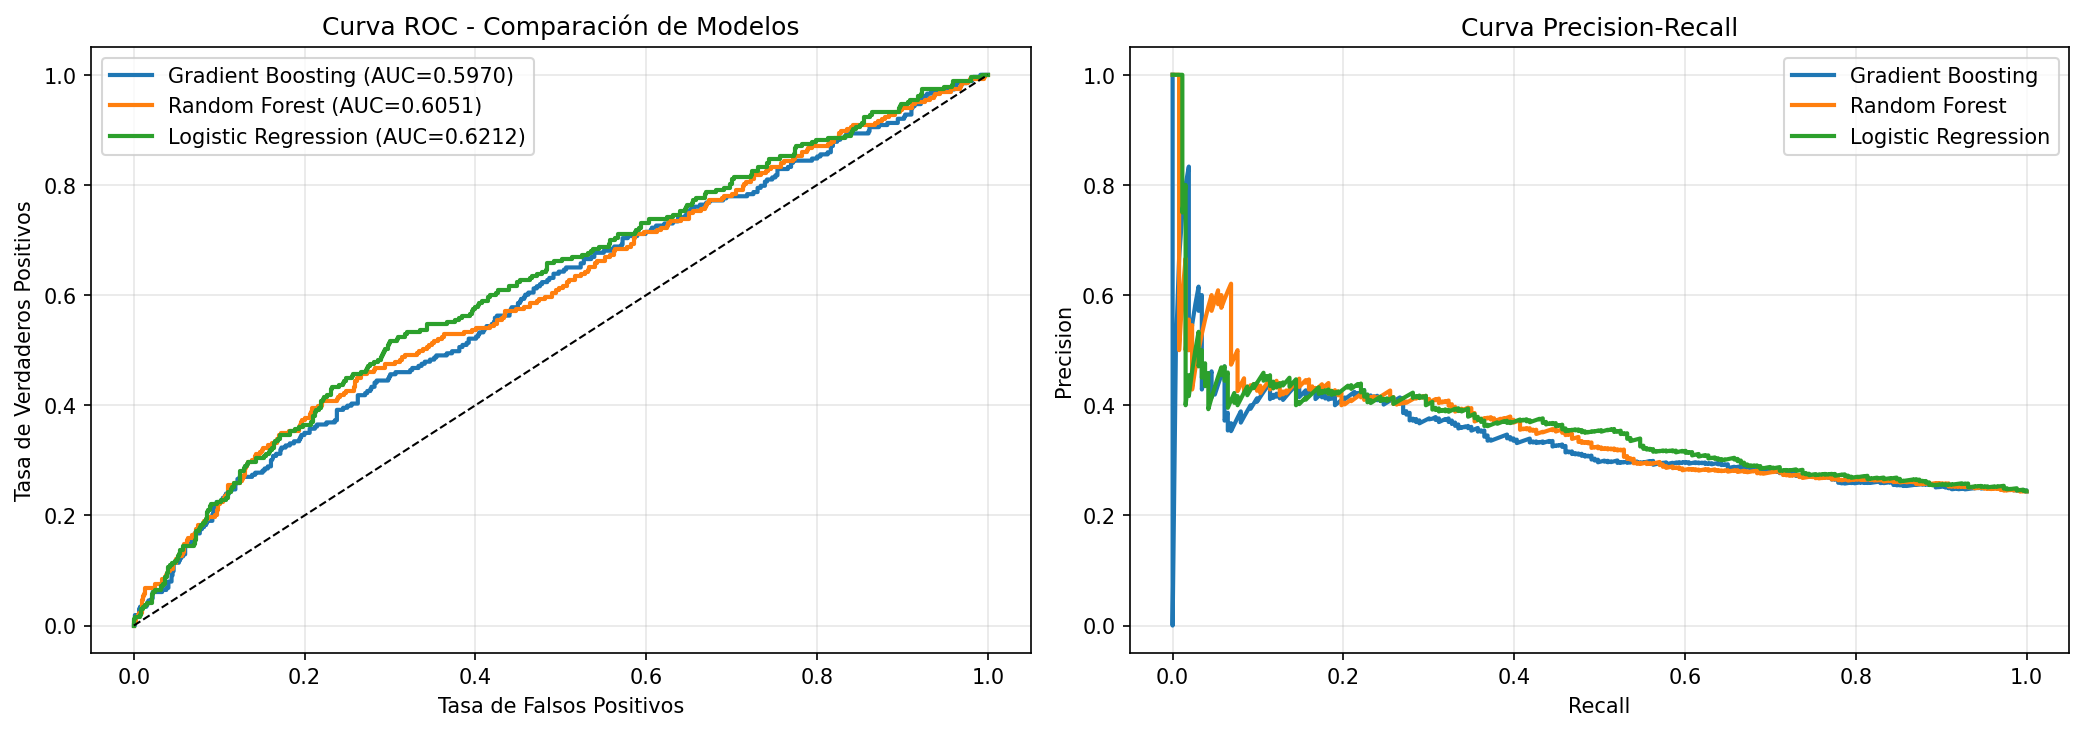 Curva ROC - Comparación de Modelos
Gradient Boosting (AUC=0.5970)
Random Forest (AUC=0.6051)
Logistic Regression (AUC=0.6212)
Tasa de Verdaderos Positivos
1.0
0.8
0.6
0.4
0.2
0.0
0.0 0.2 0.4 0.6 0.8 1.0
Tasa de Falsos Positivos
Curva Precision-Recall
Gradient Boosting
Random Forest
Logistic Regression
Precision
1.0
0.8
0.6
0.4
0.2
0.0
0.0 0.2 0.4 0.6 0.8 1.0
Recall